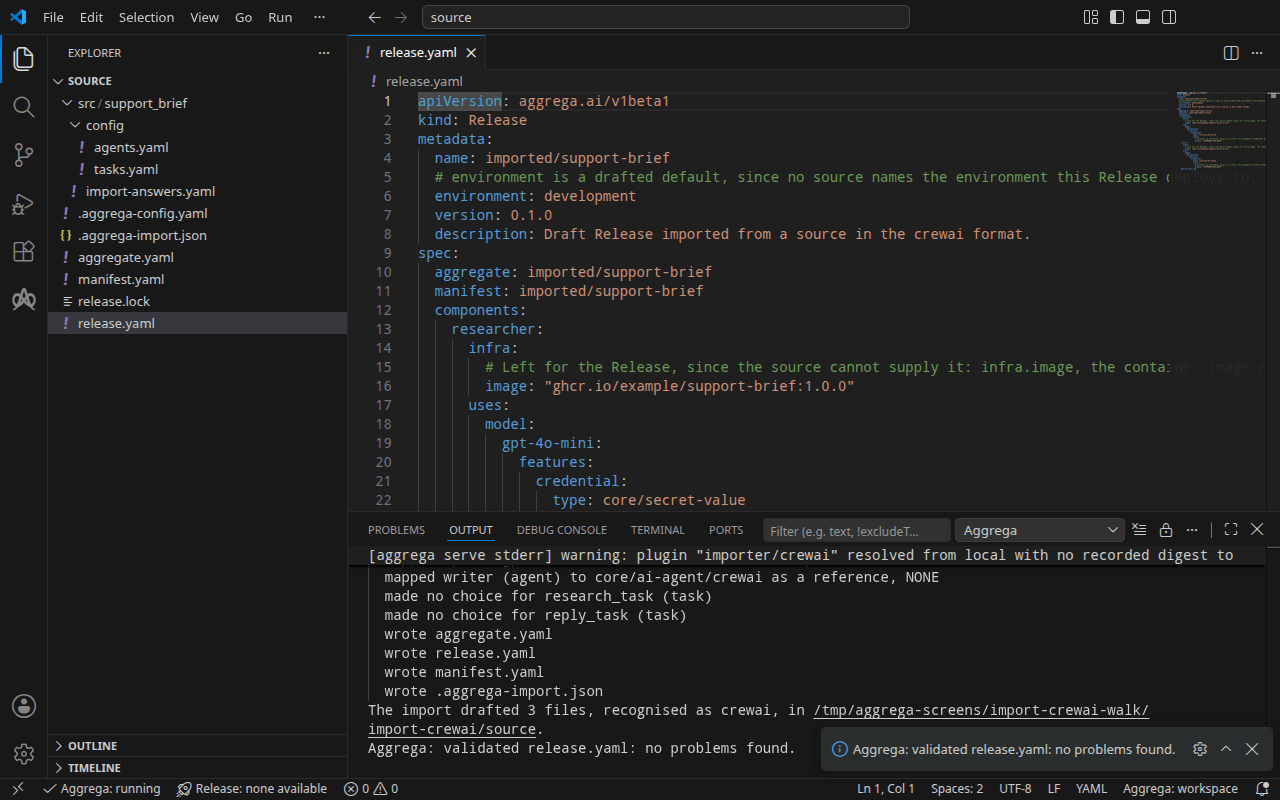 File Edit Selection View Go Run ···
source
EXPLORER ···
SOURCE
src / support_brief
config
! agents.yaml
! tasks.yaml
! import-answers.yaml
! .aggrega-config.yaml
{ } .aggrega-import.json
! aggregate.yaml
! manifest.yaml
release.lock
! release.yaml
OUTLINE
TIMELINE
! release.yaml
! release.yaml
1 apiVersion: aggrega.ai/v1beta1
2 kind: Release
3 metadata:
4 name: imported/support-brief
5 # environment is a drafted default, since no source names the environment this Release deploys to
6 environment: development
7 version: 0.1.0
8 description: Draft Release imported from a source in the crewai format.
9 spec:
10 aggregate: imported/support-brief
11 manifest: imported/support-brief
12 components:
13 researcher:
14 infra:
15 # Left for the Release, since the source cannot supply it: infra.image, the container image
16 image: "ghcr.io/example/support-brief:1.0.0"
17 uses:
18 model:
19 gpt-4o-mini:
20 features:
21 credential:
22 type: core/secret-value
PROBLEMS OUTPUT DEBUG CONSOLE TERMINAL PORTS Filter (e.g. text, !excludeT... Aggrega
[aggrega serve stderr] warning: plugin "importer/crewai" resolved from local with no recorded digest to
mapped writer (agent) to core/ai-agent/crewai as a reference, NONE
made no choice for research_task (task)
made no choice for reply_task (task)
wrote aggregate.yaml
wrote release.yaml
wrote manifest.yaml
wrote .aggrega-import.json
The import drafted 3 files, recognised as crewai, in /tmp/aggrega-screens/import-crewai-walk/
import-crewai/source.
Aggrega: validated release.yaml: no problems found.
Aggrega: validated release.yaml: no problems found.
Aggrega: running Release: none available 0 0 Ln 1, Col 1 Spaces: 2 UTF-8 LF YAML Aggrega: workspace